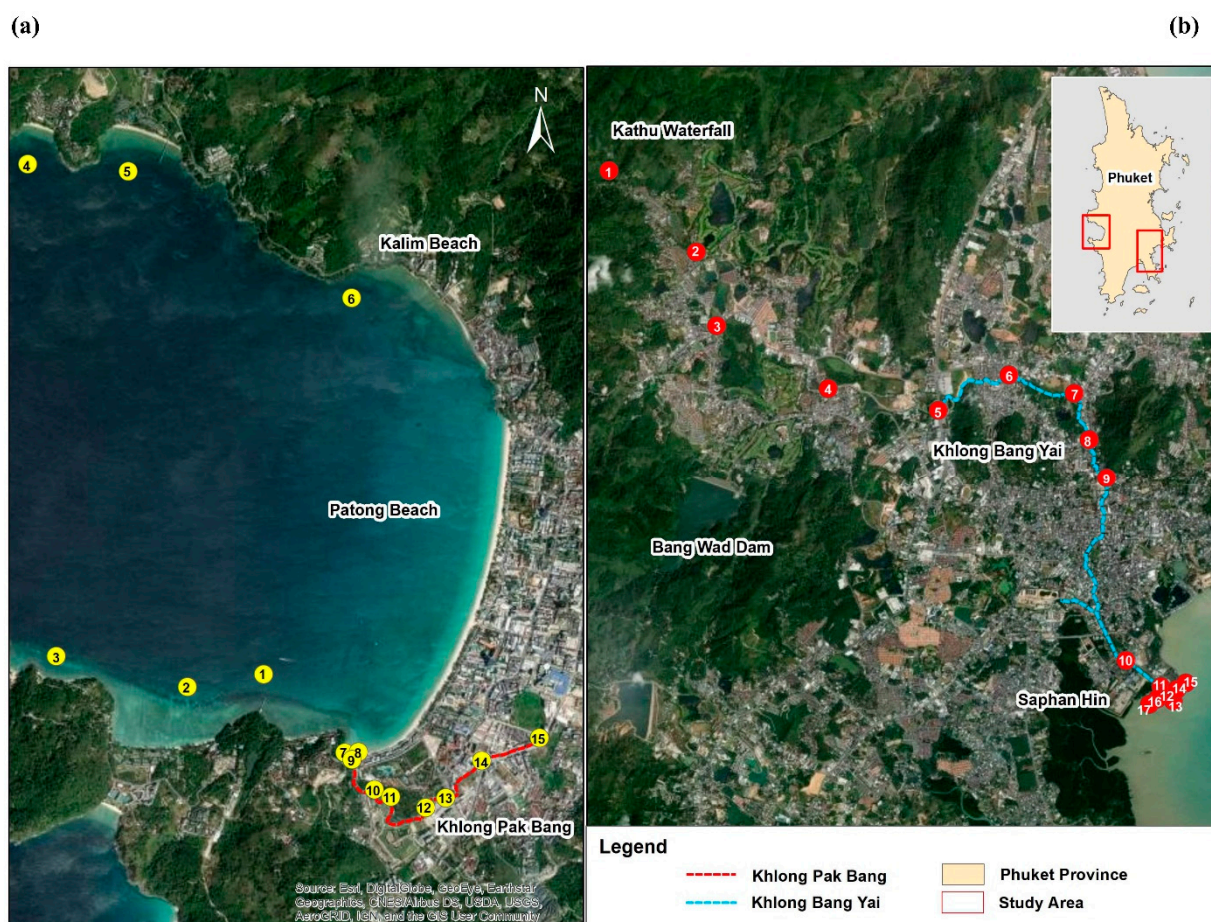 (a)
(b)
N
4
5
Kalim Beach
6
Patong Beach
3
2
1
7
8
9
10
11
12
13
14
15
Khlong Pak Bang
Source: Esri, DigitalGlobe, GeoEye, Earthstar
Geographics, CNES/Airbus DS, USDA, USGS,
AeroGRID, IGN, and the GIS User Community
Kathu Waterfall
1
2
3
4
5
6
7
8
9
Khlong Bang Yai
Bang Wad Dam
10
Saphan Hin
11
12
13
14
15
16
17
Phuket
Legend
Khlong Pak Bang
Phuket Province
Khlong Bang Yai
Study Area